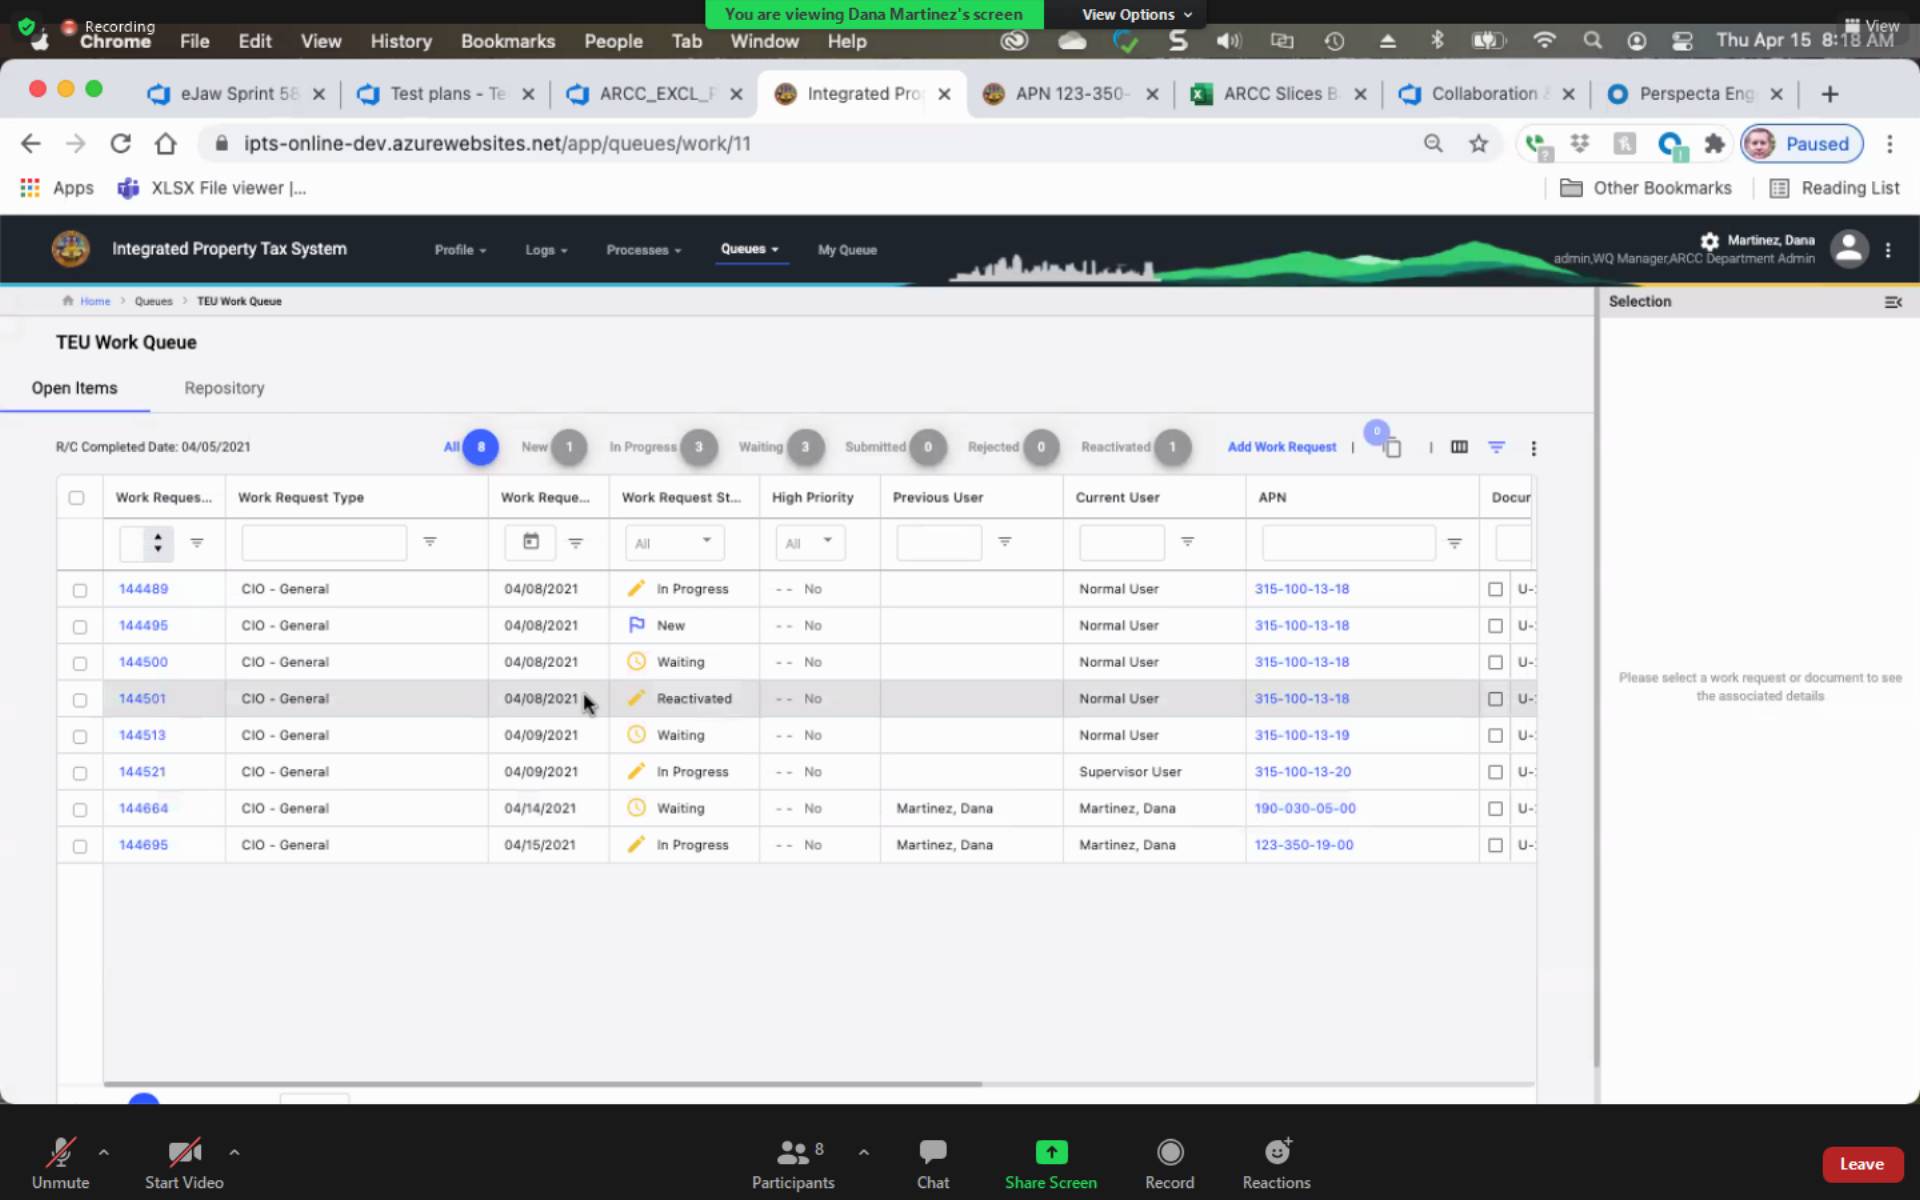 Recording
You are viewing Dana Martinez's screen
View Options
View
Chrome File Edit View History Bookmarks People Tab Window Help
Thu Apr 15 8:18 AM
eJaw Sprint 58
Test plans - Te
ARCC_EXCL_F
Integrated Pro
APN 123-350-
ARCC Slices B
Collaboration
Perspecta Eng
ipts-online-dev.azurewebsites.net/app/queues/work/11
Paused
Apps
XLSX File viewer |...
Other Bookmarks
Reading List
Integrated Property Tax System
Profile Logs Processes Queues My Queue
Martinez, Dana
admin,WQ Manager,ARCC Department Admin
Home > Queues > TEU Work Queue
Selection
TEU Work Queue
Open Items Repository
R/C Completed Date: 04/05/2021
All 8 New 1 In Progress 3 Waiting 3 Submitted 0 Rejected 0 Reactivated 1 Add Work Request | 0 |
Work Reques... Work Request Type Work Reque... Work Request St... High Priority Previous User Current User APN Docur
All All
144489 CIO - General 04/08/2021 In Progress -- No Normal User 315-100-13-18 U-
144495 CIO - General 04/08/2021 New -- No Normal User 315-100-13-18 U-
144500 CIO - General 04/08/2021 Waiting -- No Normal User 315-100-13-18 U-
144501 CIO - General 04/08/2021 Reactivated -- No Normal User 315-100-13-18 U-
144513 CIO - General 04/09/2021 Waiting -- No Normal User 315-100-13-19 U-
144521 CIO - General 04/09/2021 In Progress -- No Supervisor User 315-100-13-20 U-
144664 CIO - General 04/14/2021 Waiting -- No Martinez, Dana Martinez, Dana 190-030-05-00 U-
144695 CIO - General 04/15/2021 In Progress -- No Martinez, Dana Martinez, Dana 123-350-19-00 U-
Please select a work request or document to see
the associated details
Unmute
Start Video
Participants 8
Chat
Share Screen
Record
Reactions
Leave